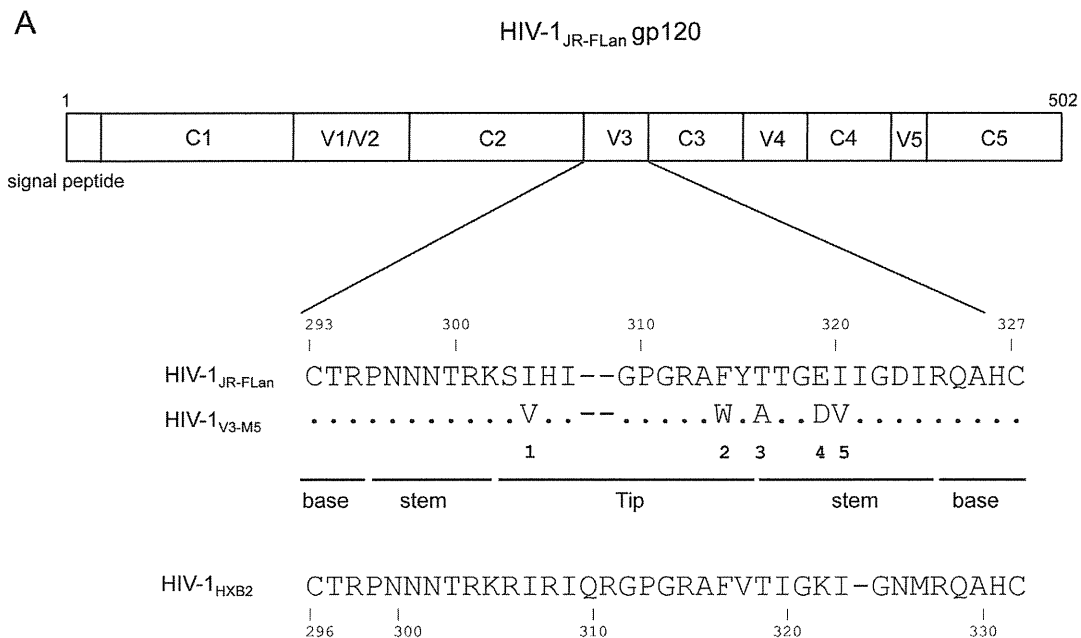 A
HIV-1JR-FLan gp120
1 502
C1 V1/V2 C2 V3 C3 V4 C4 V5 C5
signal peptide
293 300 310 320 327
HIV-1JR-FLan CTRPNNNTRKSIHI--GPGRAFYTTGEIIGDIRQAHC
HIV-1V3-M5 ...........V..--.....W.A..DV.........
1 2 3 4 5
base stem Tip stem base
HIV-1HXB2 CTRPNNNTRKRIRIQRGPGRAFVTIGKI-GNMRQAHC
296 300 310 320 330